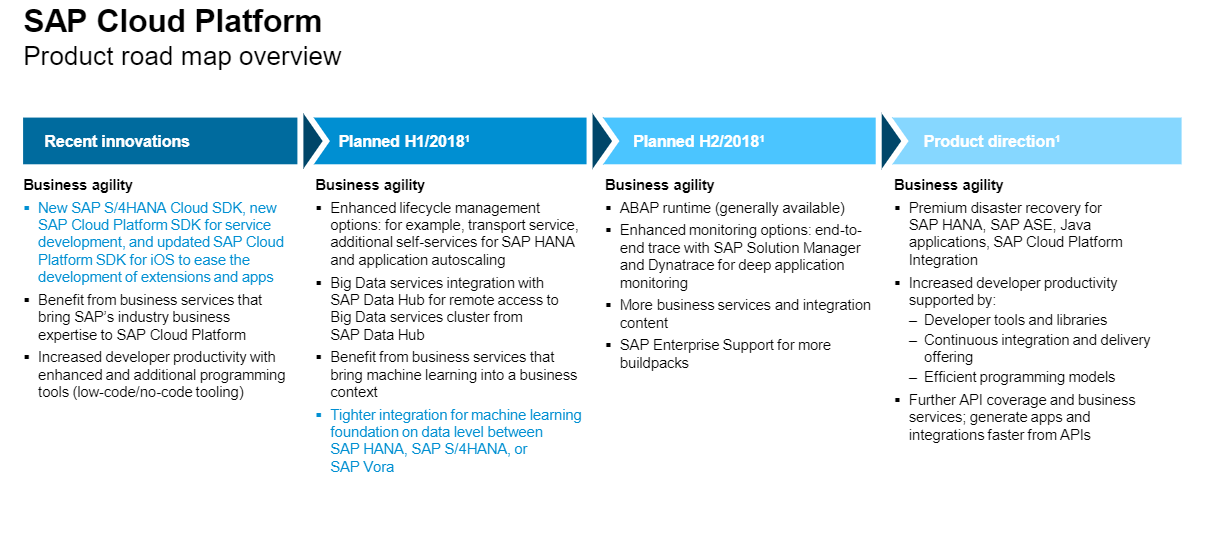 SAP Cloud Platform
Product road map overview
Recent innovations
Business agility
▪ New SAP S/4HANA Cloud SDK, new
SAP Cloud Platform SDK for service
development, and updated SAP Cloud
Platform SDK for iOS to ease the
development of extensions and apps
▪ Benefit from business services that
bring SAP's industry business
expertise to SAP Cloud Platform
▪ Increased developer productivity with
enhanced and additional programming
tools (low-code/no-code tooling)
Planned H1/2018¹
Business agility
▪ Enhanced lifecycle management
options: for example, transport service,
additional self-services for SAP HANA
and application autoscaling
▪ Big Data services integration with
SAP Data Hub for remote access to
Big Data services cluster from
SAP Data Hub
▪ Benefit from business services that
bring machine learning into a business
context
▪ Tighter integration for machine learning
foundation on data level between
SAP HANA, SAP S/4HANA, or
SAP Vora
Planned H2/2018¹
Business agility
▪ ABAP runtime (generally available)
▪ Enhanced monitoring options: end-to-
end trace with SAP Solution Manager
and Dynatrace for deep application
monitoring
▪ More business services and integration
content
▪ SAP Enterprise Support for more
buildpacks
Product direction¹
Business agility
▪ Premium disaster recovery for
SAP HANA, SAP ASE, Java
applications, SAP Cloud Platform
Integration
▪ Increased developer productivity
supported by:
– Developer tools and libraries
– Continuous integration and delivery
offering
– Efficient programming models
▪ Further API coverage and business
services; generate apps and
integrations faster from APIs